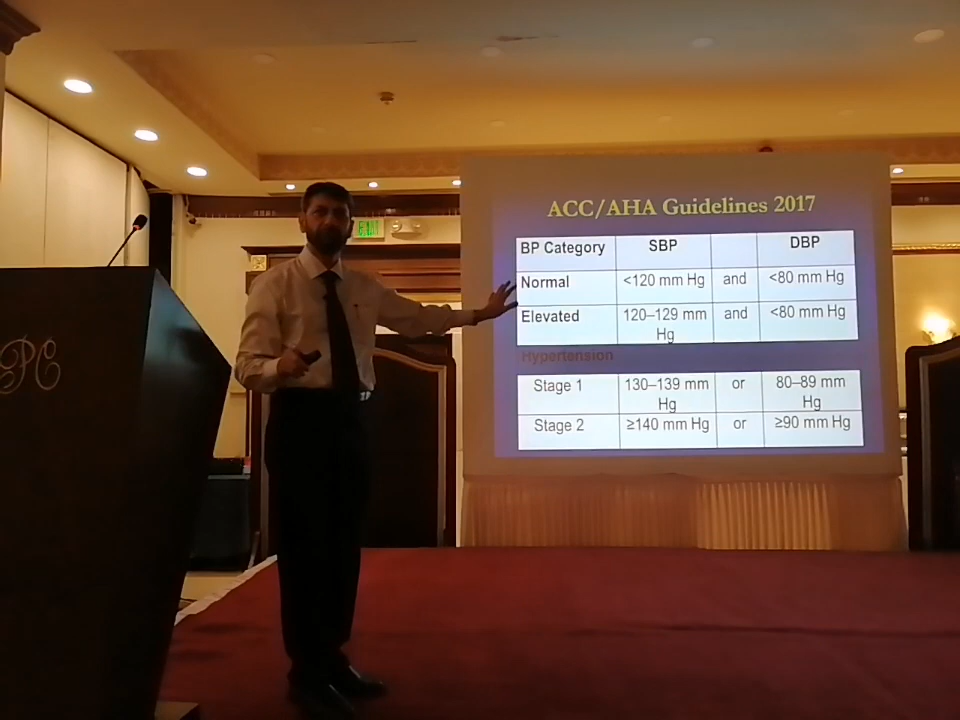 ACC/AHA Guidelines 2017
BP Category SBP DBP
Normal <120 mm Hg and <80 mm Hg
Elevated 120–129 mm Hg and <80 mm Hg
Hypertension
Stage 1 130–139 mm Hg or 80–89 mm Hg
Stage 2 ≥140 mm Hg or ≥90 mm Hg
EXIT
PC